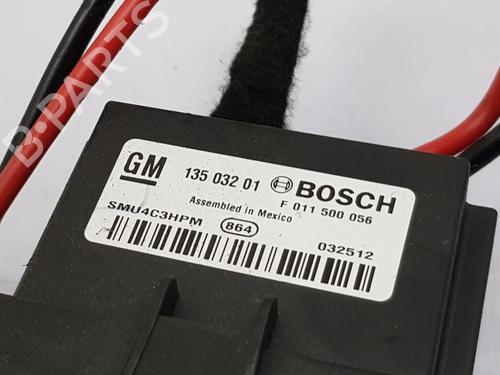 B-PARTS
GM 135 032 01 BOSCH
F 011 500 056
Assembled in Mexico
SMU4C3HPM 864 032512